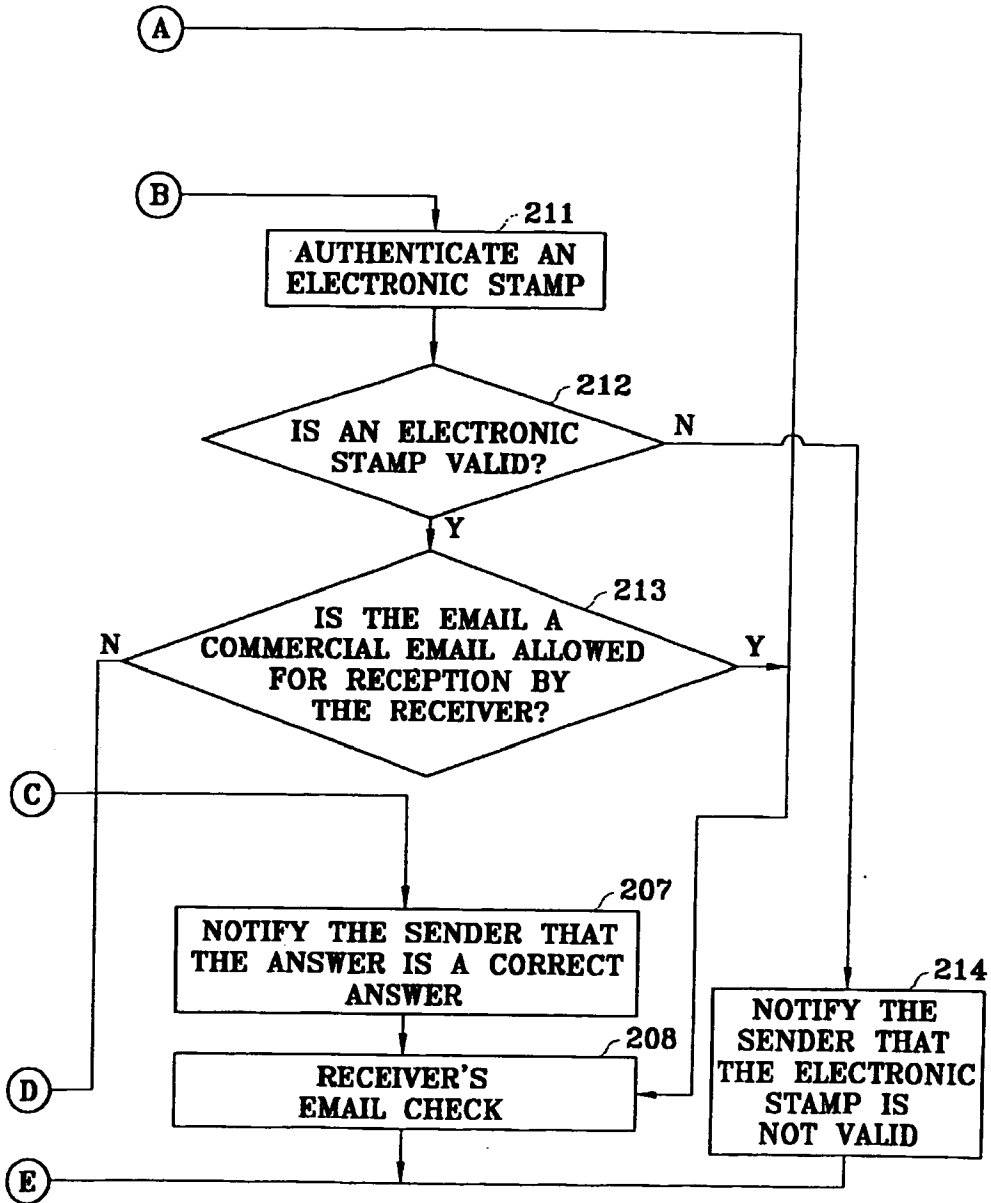 A
B
211
AUTHENTICATE AN
ELECTRONIC STAMP
212
IS AN ELECTRONIC
STAMP VALID?
N
Y
213
IS THE EMAIL A
COMMERCIAL EMAIL ALLOWED
FOR RECEPTION BY
THE RECEIVER?
N
Y
C
207
NOTIFY THE SENDER THAT
THE ANSWER IS A CORRECT
ANSWER
214
NOTIFY THE
SENDER THAT
THE ELECTRONIC
STAMP IS
NOT VALID
208
RECEIVER'S
EMAIL CHECK
D
E